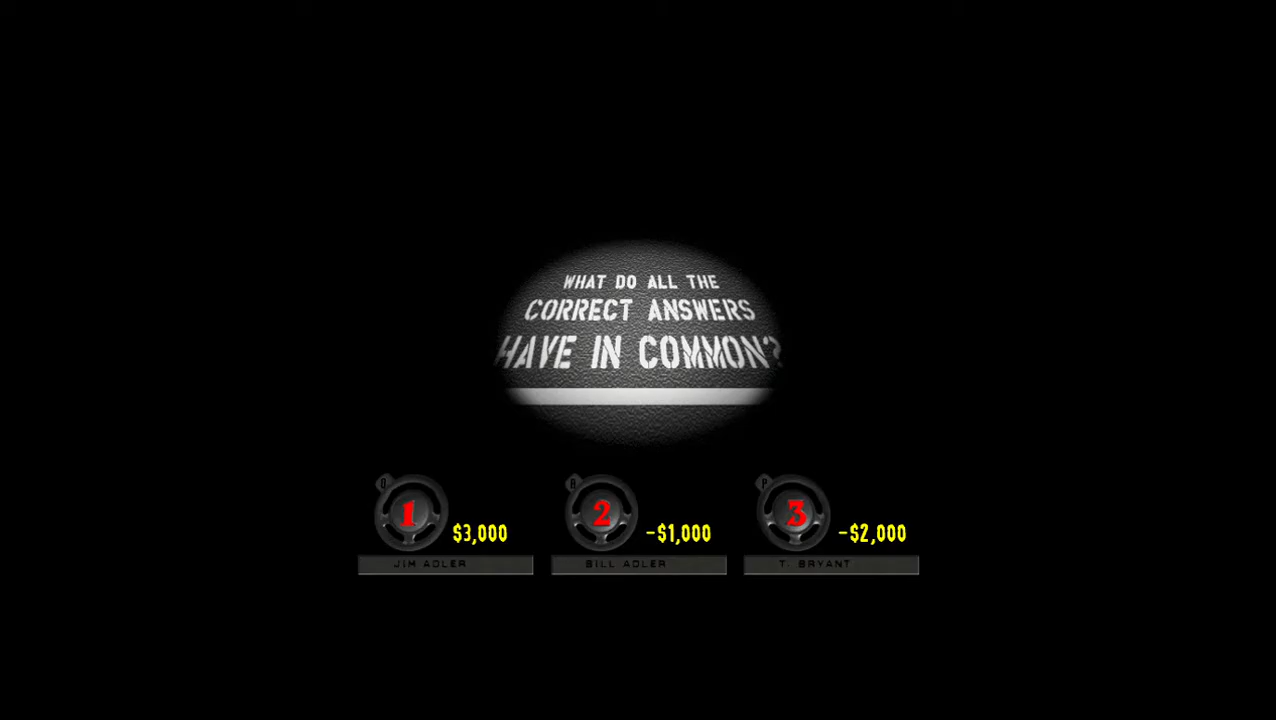 WHAT DO ALL THE
CORRECT ANSWERS
HAVE IN COMMON?
Q
1
$3,000
JIM ADLER
A
2
-$1,000
BILL ADLER
P
3
-$2,000
T. BRYANT